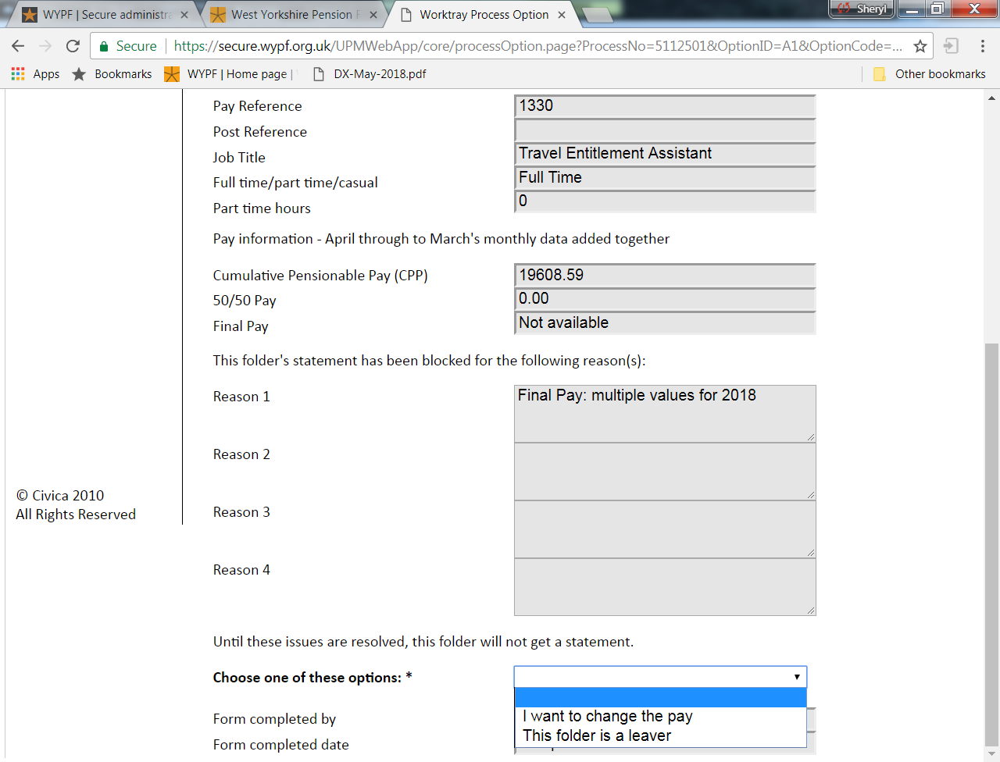 WYPF | Secure administra
West Yorkshire Pension F
Worktray Process Option
Sheryl
Secure
https://secure.wypf.org.uk/UPMWebApp/core/processOption.page?ProcessNo=5112501&OptionID=A1&OptionCode=...
Apps
Bookmarks
WYPF | Home page |
DX-May-2018.pdf
Other bookmarks
Pay Reference
1330
Post Reference
Job Title
Travel Entitlement Assistant
Full time/part time/casual
Full Time
Part time hours
0
Pay information - April through to March's monthly data added together
Cumulative Pensionable Pay (CPP)
19608.59
50/50 Pay
0.00
Final Pay
Not available
This folder's statement has been blocked for the following reason(s):
Reason 1
Final Pay: multiple values for 2018
Reason 2
© Civica 2010
All Rights Reserved
Reason 3
Reason 4
Until these issues are resolved, this folder will not get a statement.
Choose one of these options: *
I want to change the pay
This folder is a leaver
Form completed by
Form completed date